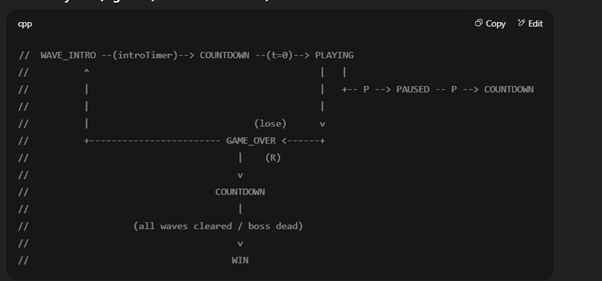 cpp Copy Edit
//  WAVE_INTRO --(introTimer)--> COUNTDOWN --(t=0)--> PLAYING
//          ^                                       |   |
//          |                                       |   +-- P --> PAUSED -- P --> COUNTDOWN
//          |                                       |
//          |                            (lose)      v
//          +----------------------- GAME_OVER <------+
//                                     |    (R)
//                                     v
//                                 COUNTDOWN
//                                     |
//                   (all waves cleared / boss dead)
//                                     v
//                                    WIN